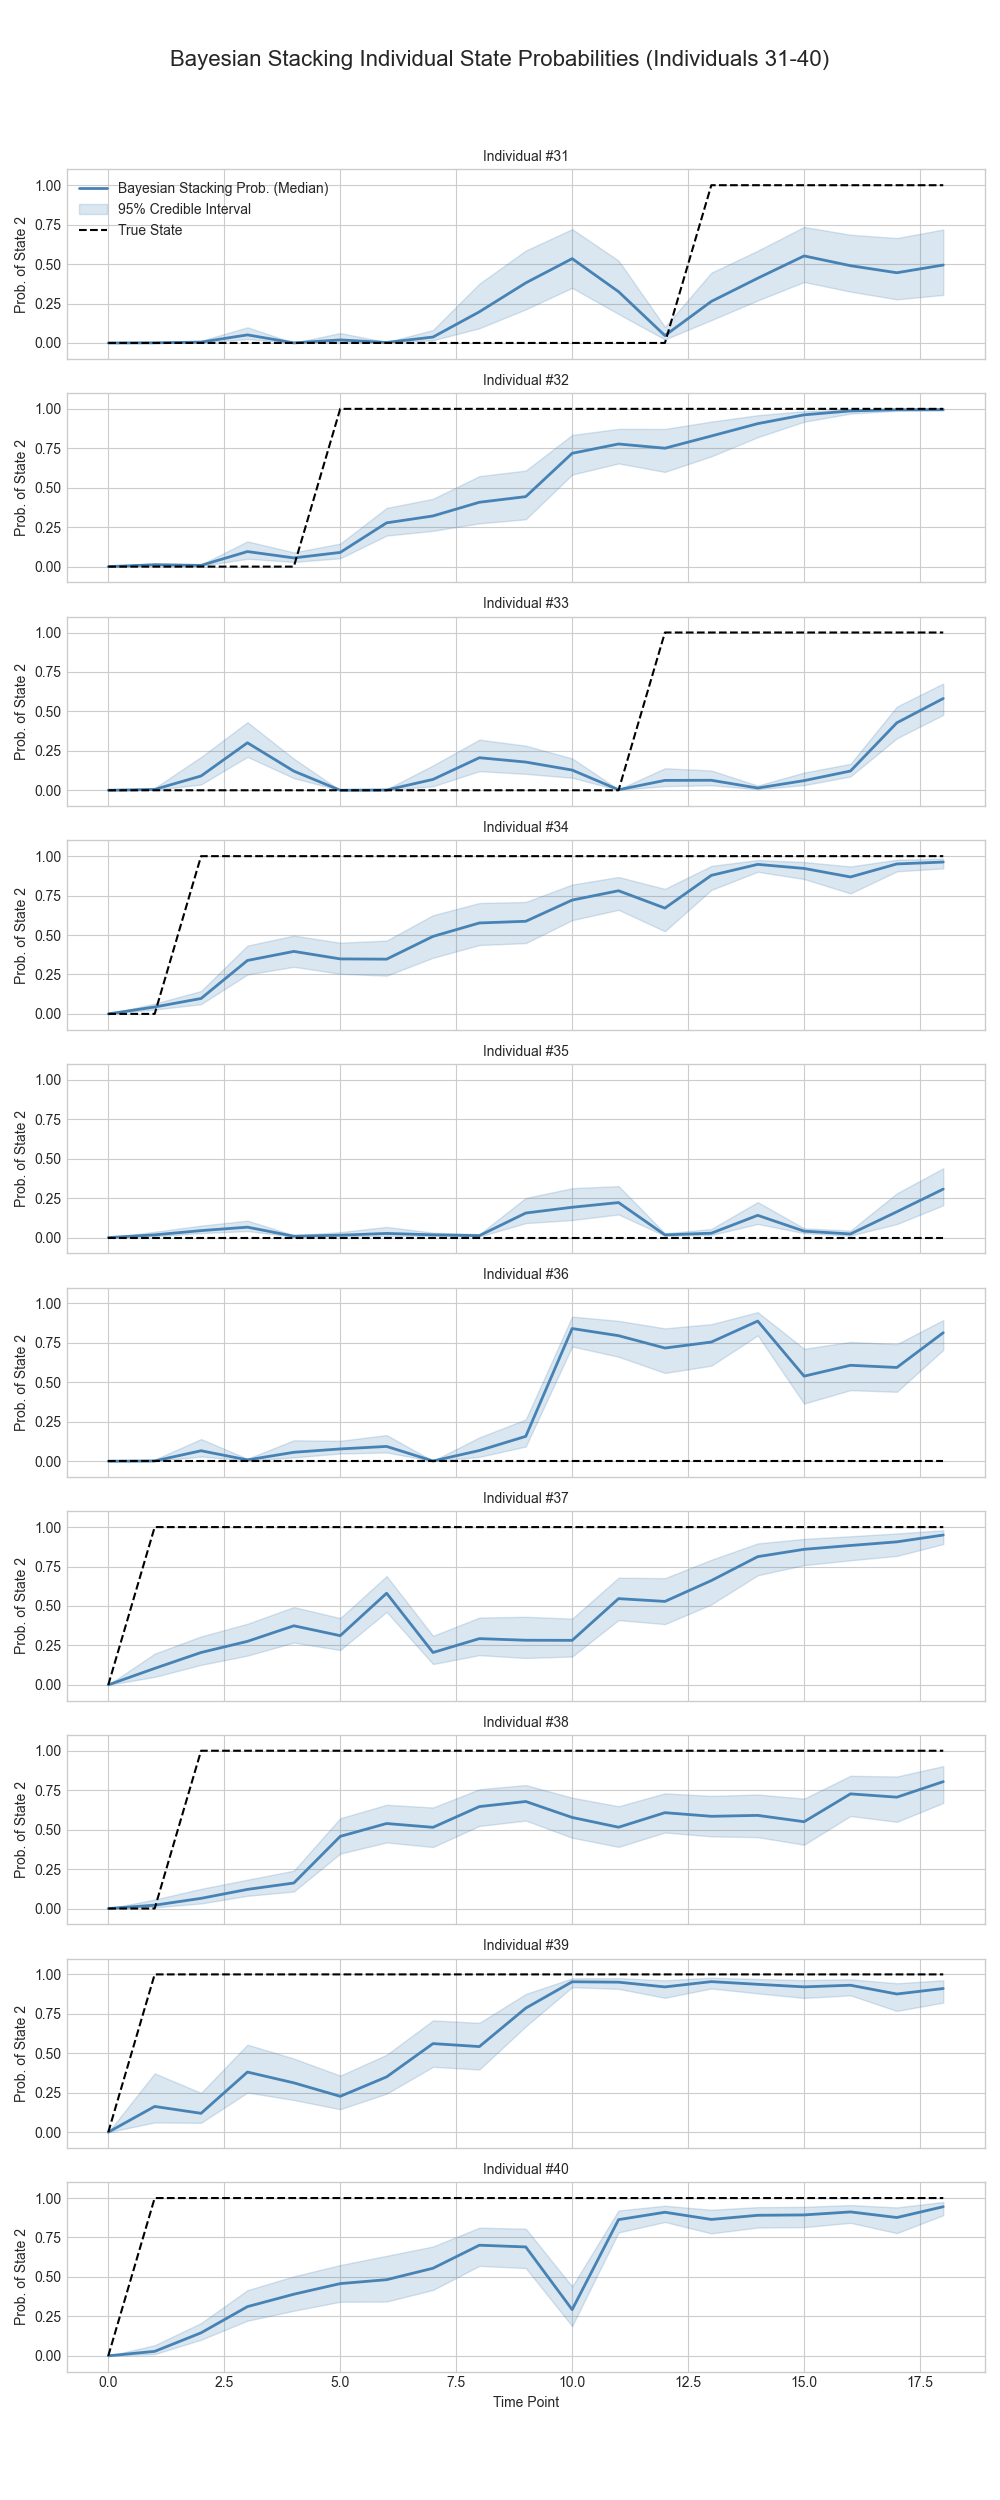 Bayesian Stacking Individual State Probabilities (Individuals 31-40)
Individual #31
Bayesian Stacking Prob. (Median)
95% Credible Interval
True State
Prob. of State 2
1.00
0.75
0.50
0.25
0.00
Individual #32
Prob. of State 2
1.00
0.75
0.50
0.25
0.00
Individual #33
Prob. of State 2
1.00
0.75
0.50
0.25
0.00
Individual #34
Prob. of State 2
1.00
0.75
0.50
0.25
0.00
Individual #35
Prob. of State 2
1.00
0.75
0.50
0.25
0.00
Individual #36
Prob. of State 2
1.00
0.75
0.50
0.25
0.00
Individual #37
Prob. of State 2
1.00
0.75
0.50
0.25
0.00
Individual #38
Prob. of State 2
1.00
0.75
0.50
0.25
0.00
Individual #39
Prob. of State 2
1.00
0.75
0.50
0.25
0.00
Individual #40
Prob. of State 2
1.00
0.75
0.50
0.25
0.00
0.0 2.5 5.0 7.5 10.0 12.5 15.0 17.5
Time Point